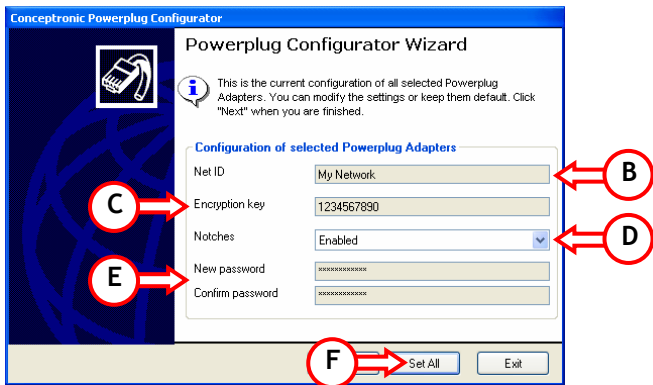 Conceptronic Powerplug Configurator
Powerplug Configurator Wizard
This is the current configuration of all selected Powerplug
Adapters. You can modify the settings or keep them default. Click
"Next" when you are finished.
Configuration of selected Powerplug Adapters
Net ID
My Network
B
C
Encryption key
1234567890
Notches
Enabled
D
E
New password
xxxxxxxxxxxx
Confirm password
xxxxxxxxxxxx
F
Set All
Exit